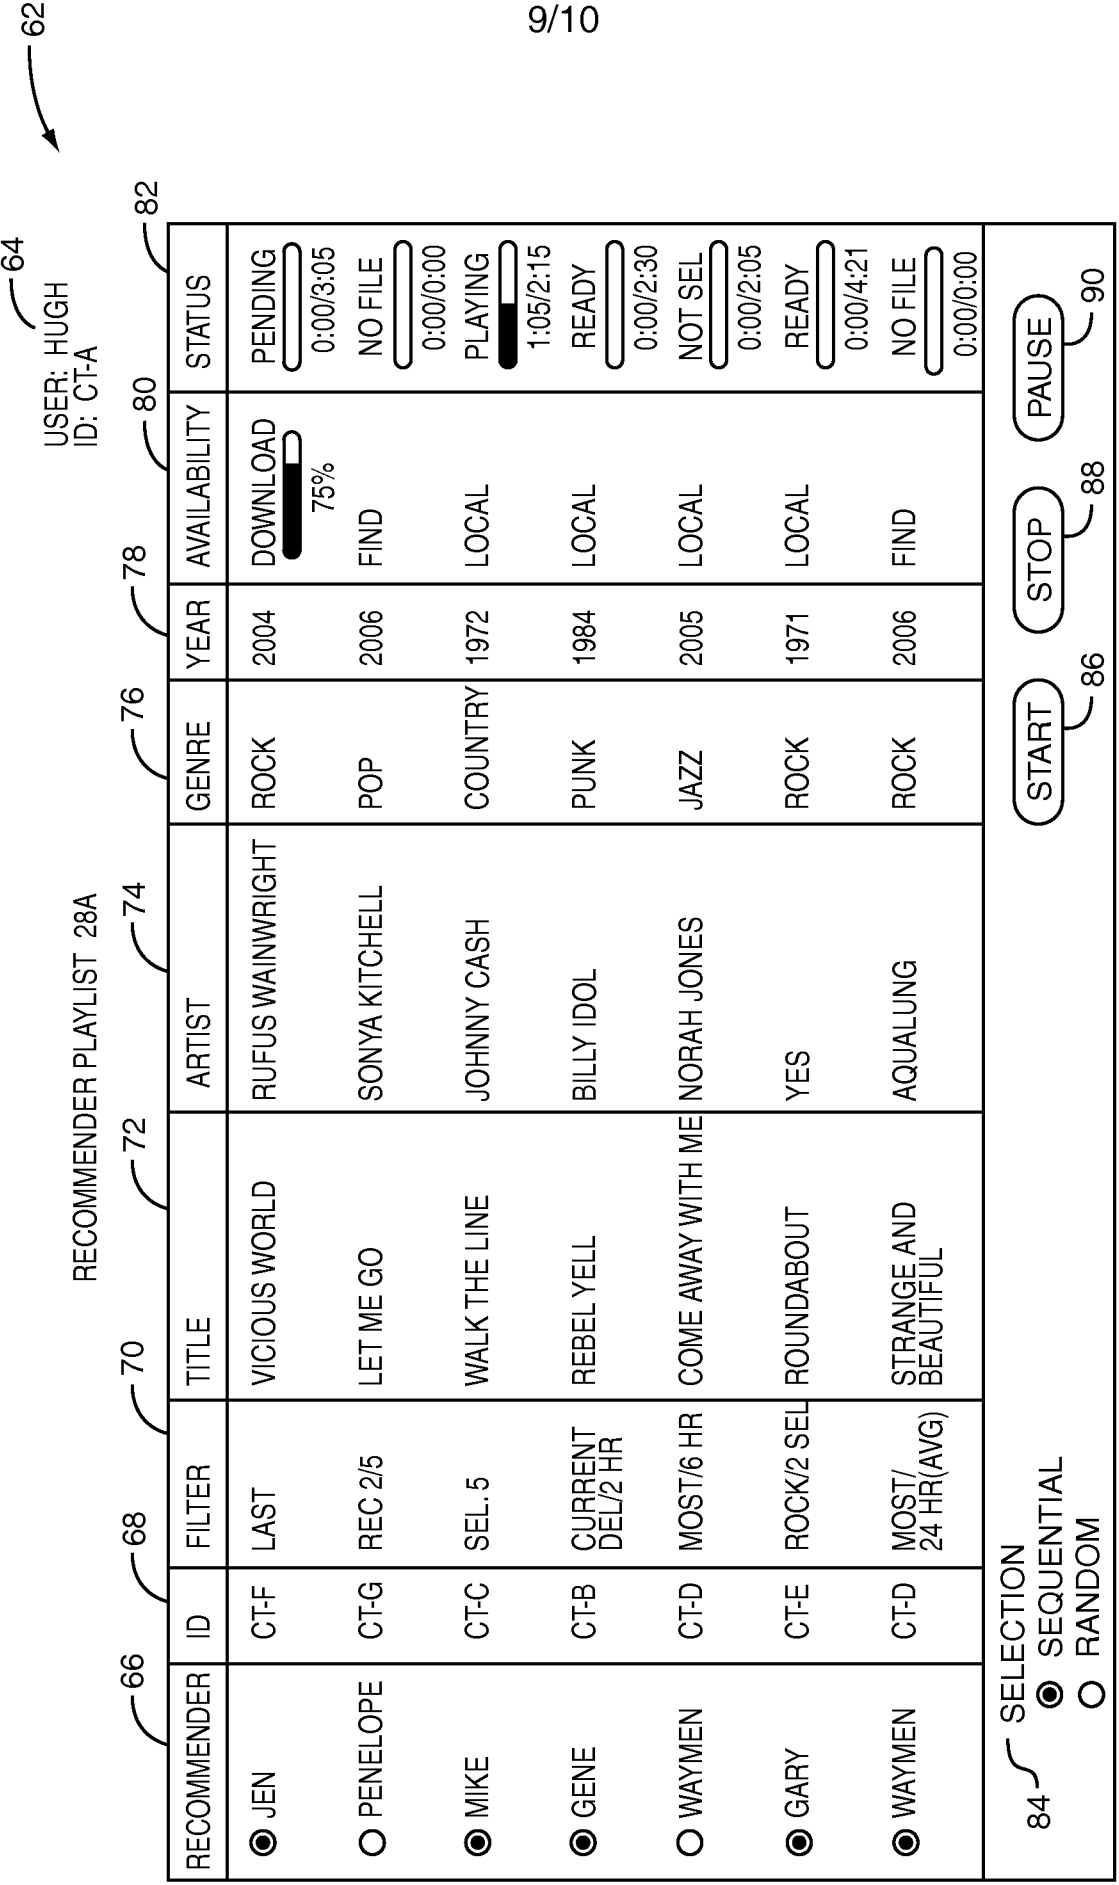 9/10
62
USER: HUGH
ID: CT-A
64
RECOMMENDER PLAYLIST 28A
66 68 70 72 74 76 78 80 82
RECOMMENDER ID FILTER TITLE ARTIST GENRE YEAR AVAILABILITY STATUS
JEN CT-F LAST VICIOUS WORLD RUFUS WAINWRIGHT ROCK 2004 DOWNLOAD PENDING
75% 0:00/3:05
PENELOPE CT-G REC 2/5 LET ME GO SONYA KITCHELL POP 2006 FIND NO FILE
0:00/0:00
MIKE CT-C SEL. 5 WALK THE LINE JOHNNY CASH COUNTRY 1972 LOCAL PLAYING
1:05/2:15
GENE CT-B CURRENT REBEL YELL BILLY IDOL PUNK 1984 LOCAL READY
DEL/2 HR
0:00/2:30
WAYMEN CT-D MOST/6 HR COME AWAY WITH ME NORAH JONES JAZZ 2005 LOCAL NOT SEL
0:00/2:05
GARY CT-E ROCK/2 SEL ROUNDABOUT YES ROCK 1971 LOCAL READY
0:00/4:21
WAYMEN CT-D MOST/ STRANGE AND AQUALUNG ROCK 2006 FIND NO FILE
24 HR(AVG) BEAUTIFUL
0:00/0:00
84 SELECTION
SEQUENTIAL START STOP PAUSE
RANDOM 86 88 90